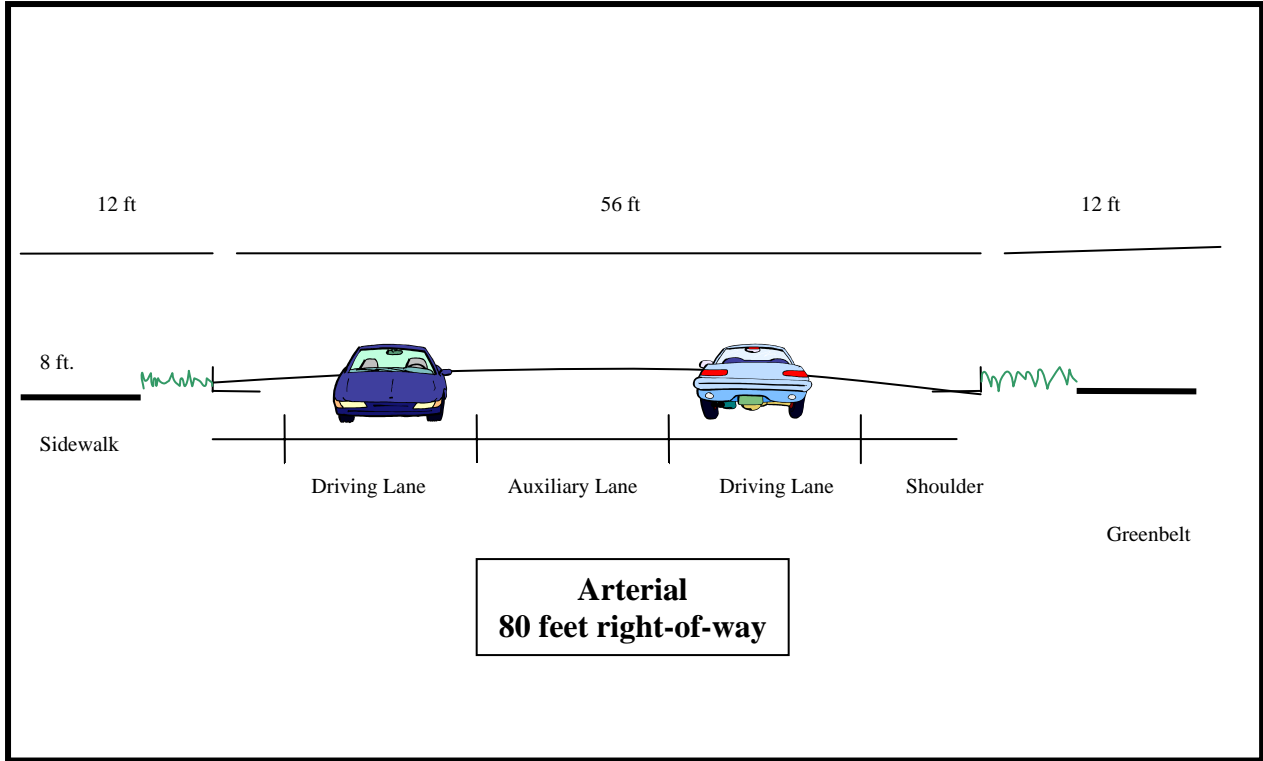 12 ft
56 ft
12 ft
8 ft.
Sidewalk
Driving Lane
Auxiliary Lane
Driving Lane
Shoulder
Greenbelt
Arterial
80 feet right-of-way